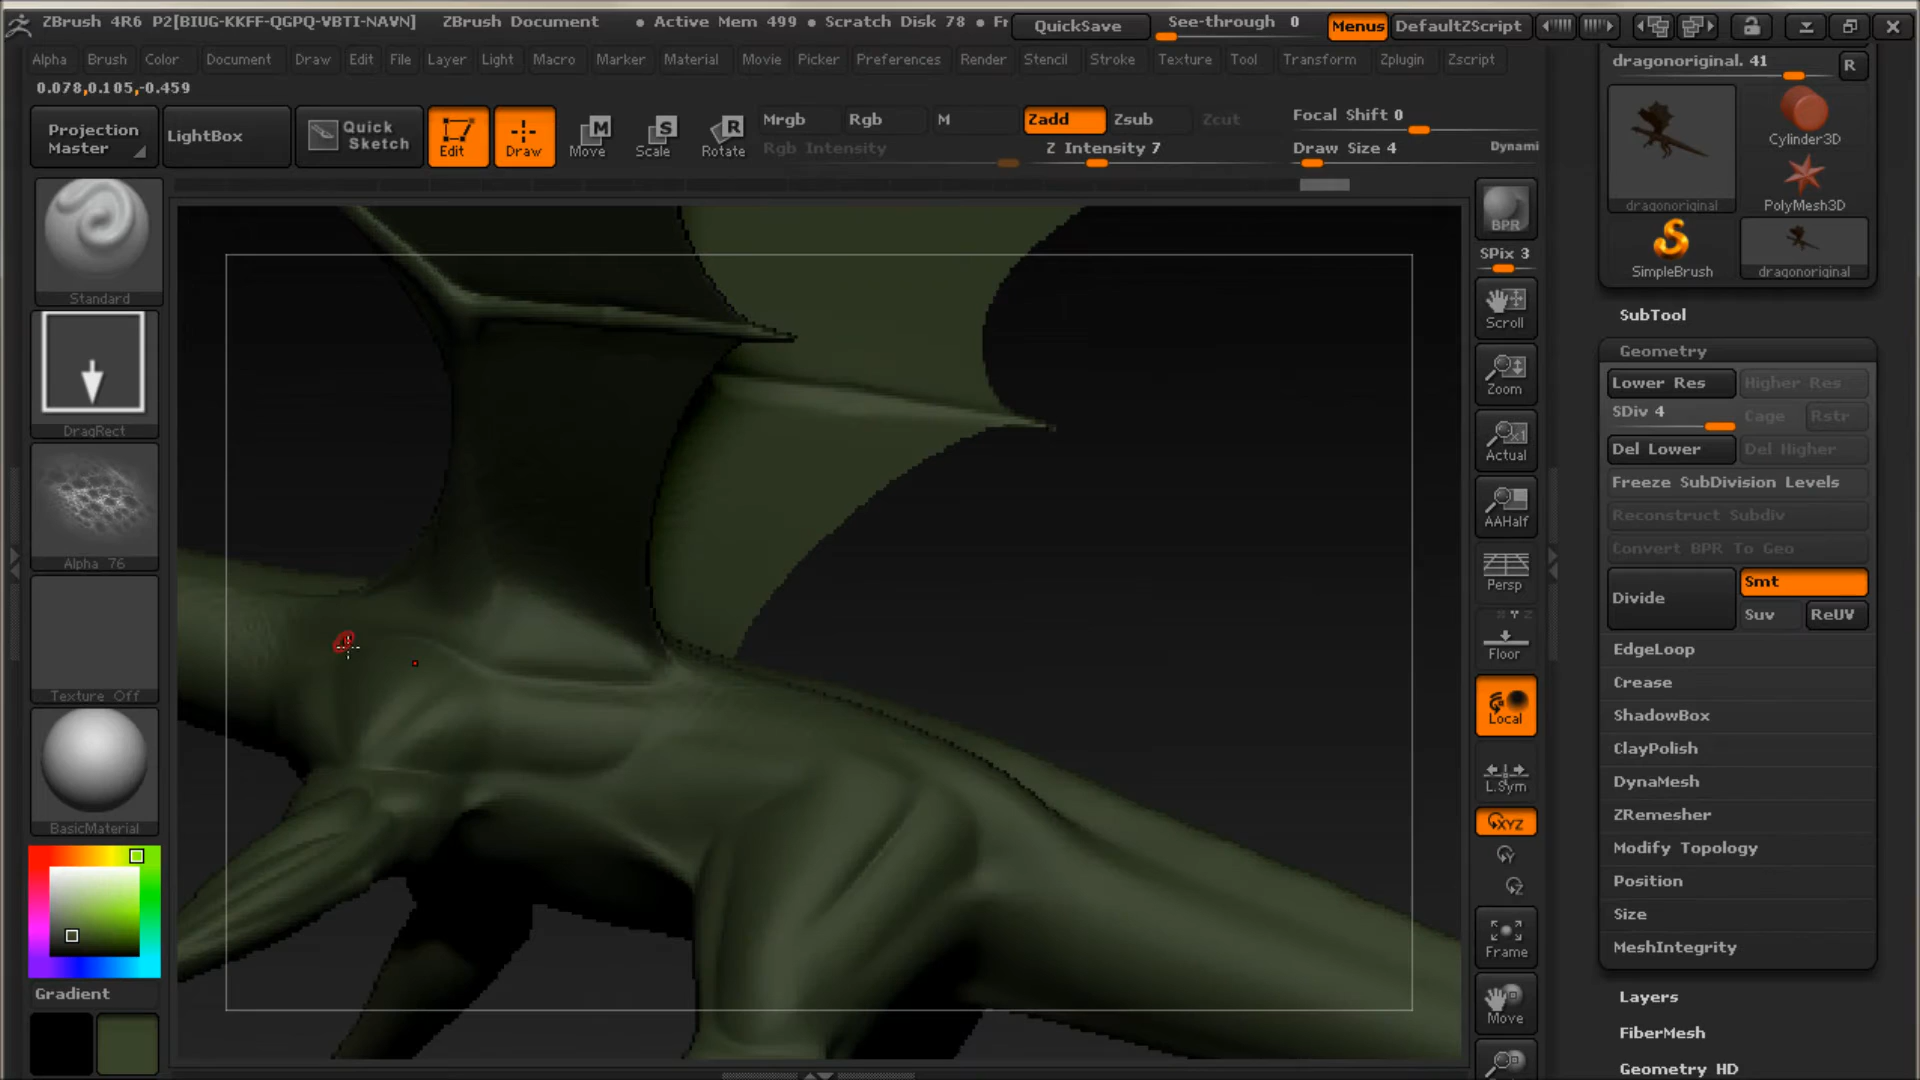 ZBrush 4R6 P2[BIUG-KKFF-QGPQ-VBTI-NAVN] ZBrush Document • Active Mem 499 • Scratch Disk 78 • Fr QuickSave See-through 0 Menus DefaultZScript
Alpha Brush Color Document Draw Edit File Layer Light Macro Marker Material Movie Picker Preferences Render Stencil Stroke Texture Tool Transform Zplugin Zscript
0.078,0.105,-0.459
Projection Master
LightBox
Quick Sketch
Edit
Draw
Move
Scale
Rotate
Mrgb Rgb M Zadd Zsub Zcut
Rgb Intensity Z Intensity 7
Focal Shift 0
Draw Size 4 Dynami
Standard
DragRect
Alpha 76
Texture Off
BasicMaterial
Gradient
BPR
SPix 3
Scroll
Zoom
Actual
AAHalf
Persp
Floor
Local
L.Sym
XYZ
Frame
Move
dragonoriginal. 41 R
dragonoriginal
Cylinder3D
PolyMesh3D
SimpleBrush
dragonoriginal
SubTool
Geometry
Lower Res Higher Res
SDiv 4 Cage Rstr
Del Lower Del Higher
Freeze SubDivision Levels
Reconstruct Subdiv
Convert BPR To Geo
Divide Smt
Suv ReUV
EdgeLoop
Crease
ShadowBox
ClayPolish
DynaMesh
ZRemesher
Modify Topology
Position
Size
MeshIntegrity
Layers
FiberMesh
Geometry HD